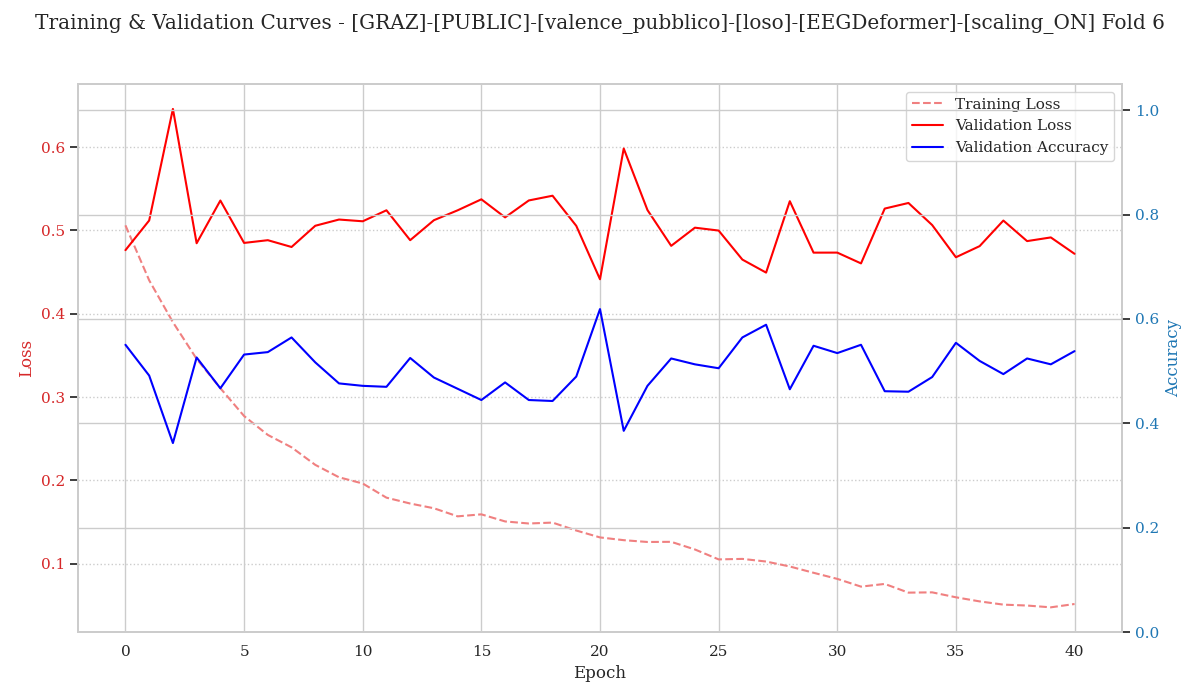 Training & Validation Curves - [GRAZ]-[PUBLIC]-[valence_pubblico]-[loso]-[EEGDeformer]-[scaling_ON] Fold 6
Training Loss
Validation Loss
Validation Accuracy
Loss
0.6
0.5
0.4
0.3
0.2
0.1
1.0
0.8
0.6
0.4
0.2
0.0
Accuracy
0 5 10 15 20 25 30 35 40
Epoch